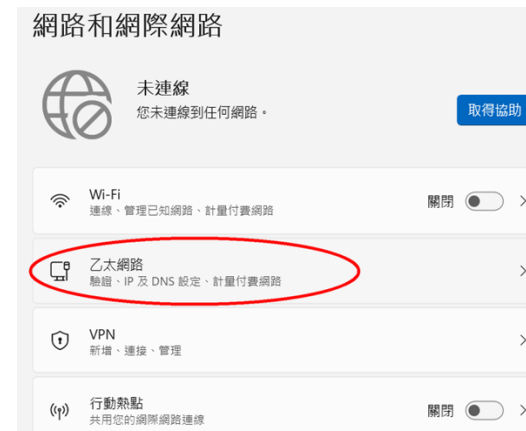 網路和網際網路
未連線
您未連線到任何網路。
取得協助
Wi-Fi
連線、管理已知網路、計量付費網路
關閉
乙太網路
驗證、IP 及 DNS 設定、計量付費網路
VPN
新增、連接、管理
行動熱點
共用您的網際網路連線
關閉